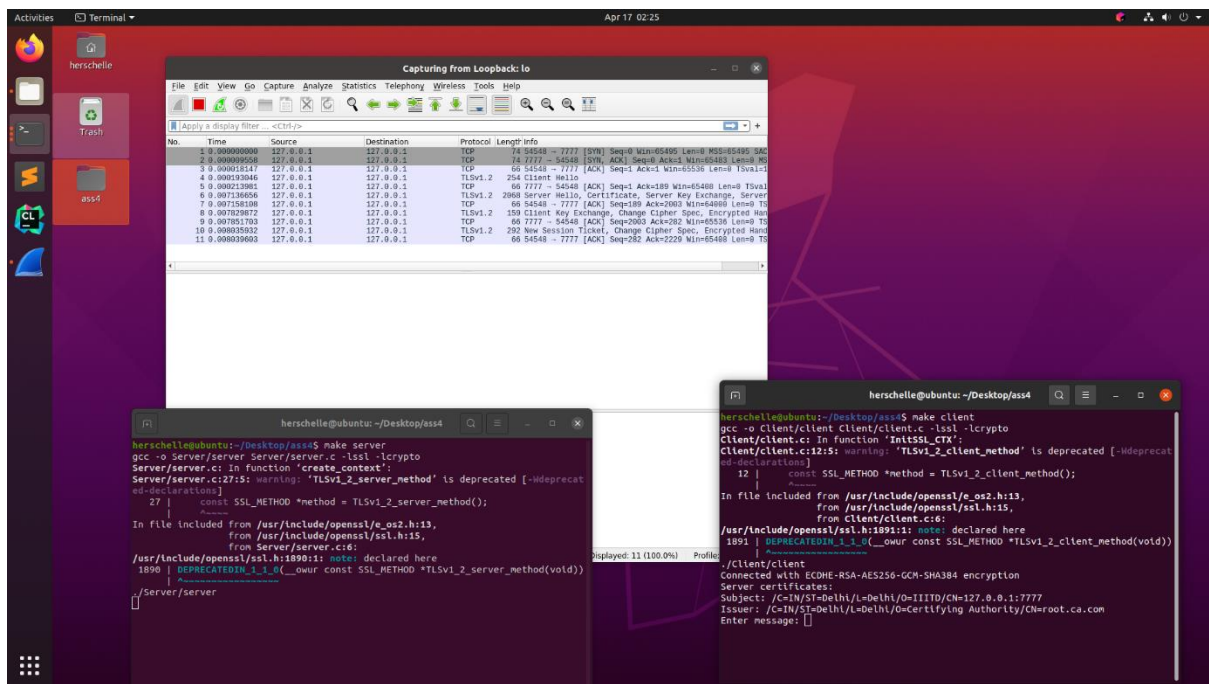 Activities Terminal Apr 17 02:25
herschelle
Trash
ass4
Capturing from Loopback: lo
File Edit View Go Capture Analyze Statistics Telephony Wireless Tools Help
Apply a display filter ... <Ctrl-/>
No. Time Source Destination Protocol Length Info
1 0.000000000 127.0.0.1 127.0.0.1 TCP 74 54548 → 7777 [SYN] Seq=0 Win=65495 Len=0 MSS=65495 SAC
2 0.000009558 127.0.0.1 127.0.0.1 TCP 74 7777 → 54548 [SYN, ACK] Seq=0 Ack=1 Win=65483 Len=0 MS
3 0.000018147 127.0.0.1 127.0.0.1 TCP 66 54548 → 7777 [ACK] Seq=1 Ack=1 Win=65536 Len=0 TSval=1
4 0.000193046 127.0.0.1 127.0.0.1 TLSv1.2 254 Client Hello
5 0.000213981 127.0.0.1 127.0.0.1 TCP 66 7777 → 54548 [ACK] Seq=1 Ack=189 Win=65408 Len=0 TSval
6 0.007136656 127.0.0.1 127.0.0.1 TLSv1.2 2068 Server Hello, Certificate, Server Key Exchange, Server
7 0.007158108 127.0.0.1 127.0.0.1 TCP 66 54548 → 7777 [ACK] Seq=189 Ack=2003 Win=64000 Len=0 TS
8 0.007829872 127.0.0.1 127.0.0.1 TLSv1.2 159 Client Key Exchange, Change Cipher Spec, Encrypted Han
9 0.007851703 127.0.0.1 127.0.0.1 TCP 66 7777 → 54548 [ACK] Seq=2003 Ack=282 Win=65536 Len=0 TS
10 0.008035932 127.0.0.1 127.0.0.1 TLSv1.2 292 New Session Ticket, Change Cipher Spec, Encrypted Hand
11 0.008039603 127.0.0.1 127.0.0.1 TCP 66 54548 → 7777 [ACK] Seq=282 Ack=2229 Win=65408 Len=0 TS
Displayed: 11 (100.0%) Profile:
herschelle@ubuntu: ~/Desktop/ass4
herschelle@ubuntu:~/Desktop/ass4$ make server
gcc -o Server/server Server/server.c -lssl -lcrypto
Server/server.c: In function ‘create_context’:
Server/server.c:27:5: warning: ‘TLSv1_2_server_method’ is deprecated [-Wdeprecat
ed-declarations]
27 | const SSL_METHOD *method = TLSv1_2_server_method();
| ^~~~~
In file included from /usr/include/openssl/e_os2.h:13,
from /usr/include/openssl/ssl.h:15,
from Server/server.c:6:
/usr/include/openssl/ssl.h:1890:1: note: declared here
1890 | DEPRECATEDIN_1_1_0(__owur const SSL_METHOD *TLSv1_2_server_method(void))
| ^~~~~~~~~~~~~~~~~~
./Server/server
herschelle@ubuntu: ~/Desktop/ass4
herschelle@ubuntu:~/Desktop/ass4$ make client
gcc -o Client/client Client/client.c -lssl -lcrypto
Client/client.c: In function ‘InitSSL_CTX’:
Client/client.c:12:5: warning: ‘TLSv1_2_client_method’ is deprecated [-Wdeprecat
ed-declarations]
12 | const SSL_METHOD *method = TLSv1_2_client_method();
| ^~~~~
In file included from /usr/include/openssl/e_os2.h:13,
from /usr/include/openssl/ssl.h:15,
from Client/client.c:6:
/usr/include/openssl/ssl.h:1891:1: note: declared here
1891 | DEPRECATEDIN_1_1_0(__owur const SSL_METHOD *TLSv1_2_client_method(void))
| ^~~~~~~~~~~~~~~~~~
./Client/client
Connected with ECDHE-RSA-AES256-GCM-SHA384 encryption
Server certificates:
Subject: /C=IN/ST=Delhi/L=Delhi/O=IIITD/CN=127.0.0.1:7777
Issuer: /C=IN/ST=Delhi/L=Delhi/O=Certifying Authority/CN=root.ca.com
Enter message: